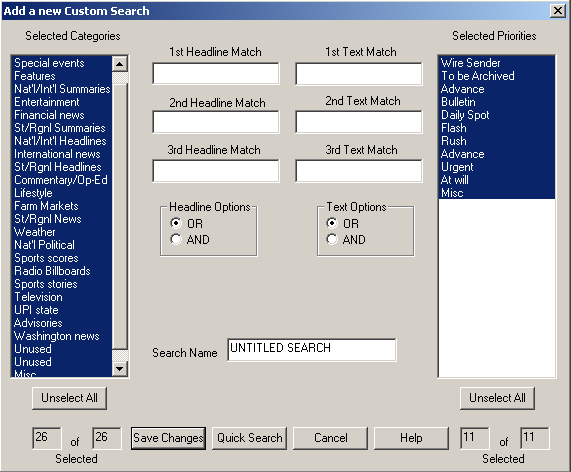 Add a new Custom Search
Selected Categories
Special events
Features
Nat'l/Int'l Summaries
Entertainment
Financial news
St/Rgnl Summaries
Nat'l/Int'l Headlines
International news
St/Rgnl Headlines
Commentary/Op-Ed
Lifestyle
Farm Markets
St/Rgnl News
Weather
Nat'l Political
Sports scores
Radio Billboards
Sports stories
Television
UPI state
Advisories
Washington news
Unused
Unused
Misc
Unselect All
26 of 26
Selected
1st Headline Match
1st Text Match
2nd Headline Match
2nd Text Match
3rd Headline Match
3rd Text Match
Headline Options
OR
AND
Text Options
OR
AND
Search Name UNTITLED SEARCH
Save Changes Quick Search Cancel Help
Selected Priorities
Wire Sender
To be Archived
Advance
Bulletin
Daily Spot
Flash
Rush
Advance
Urgent
At will
Misc
Unselect All
11 of 11
Selected